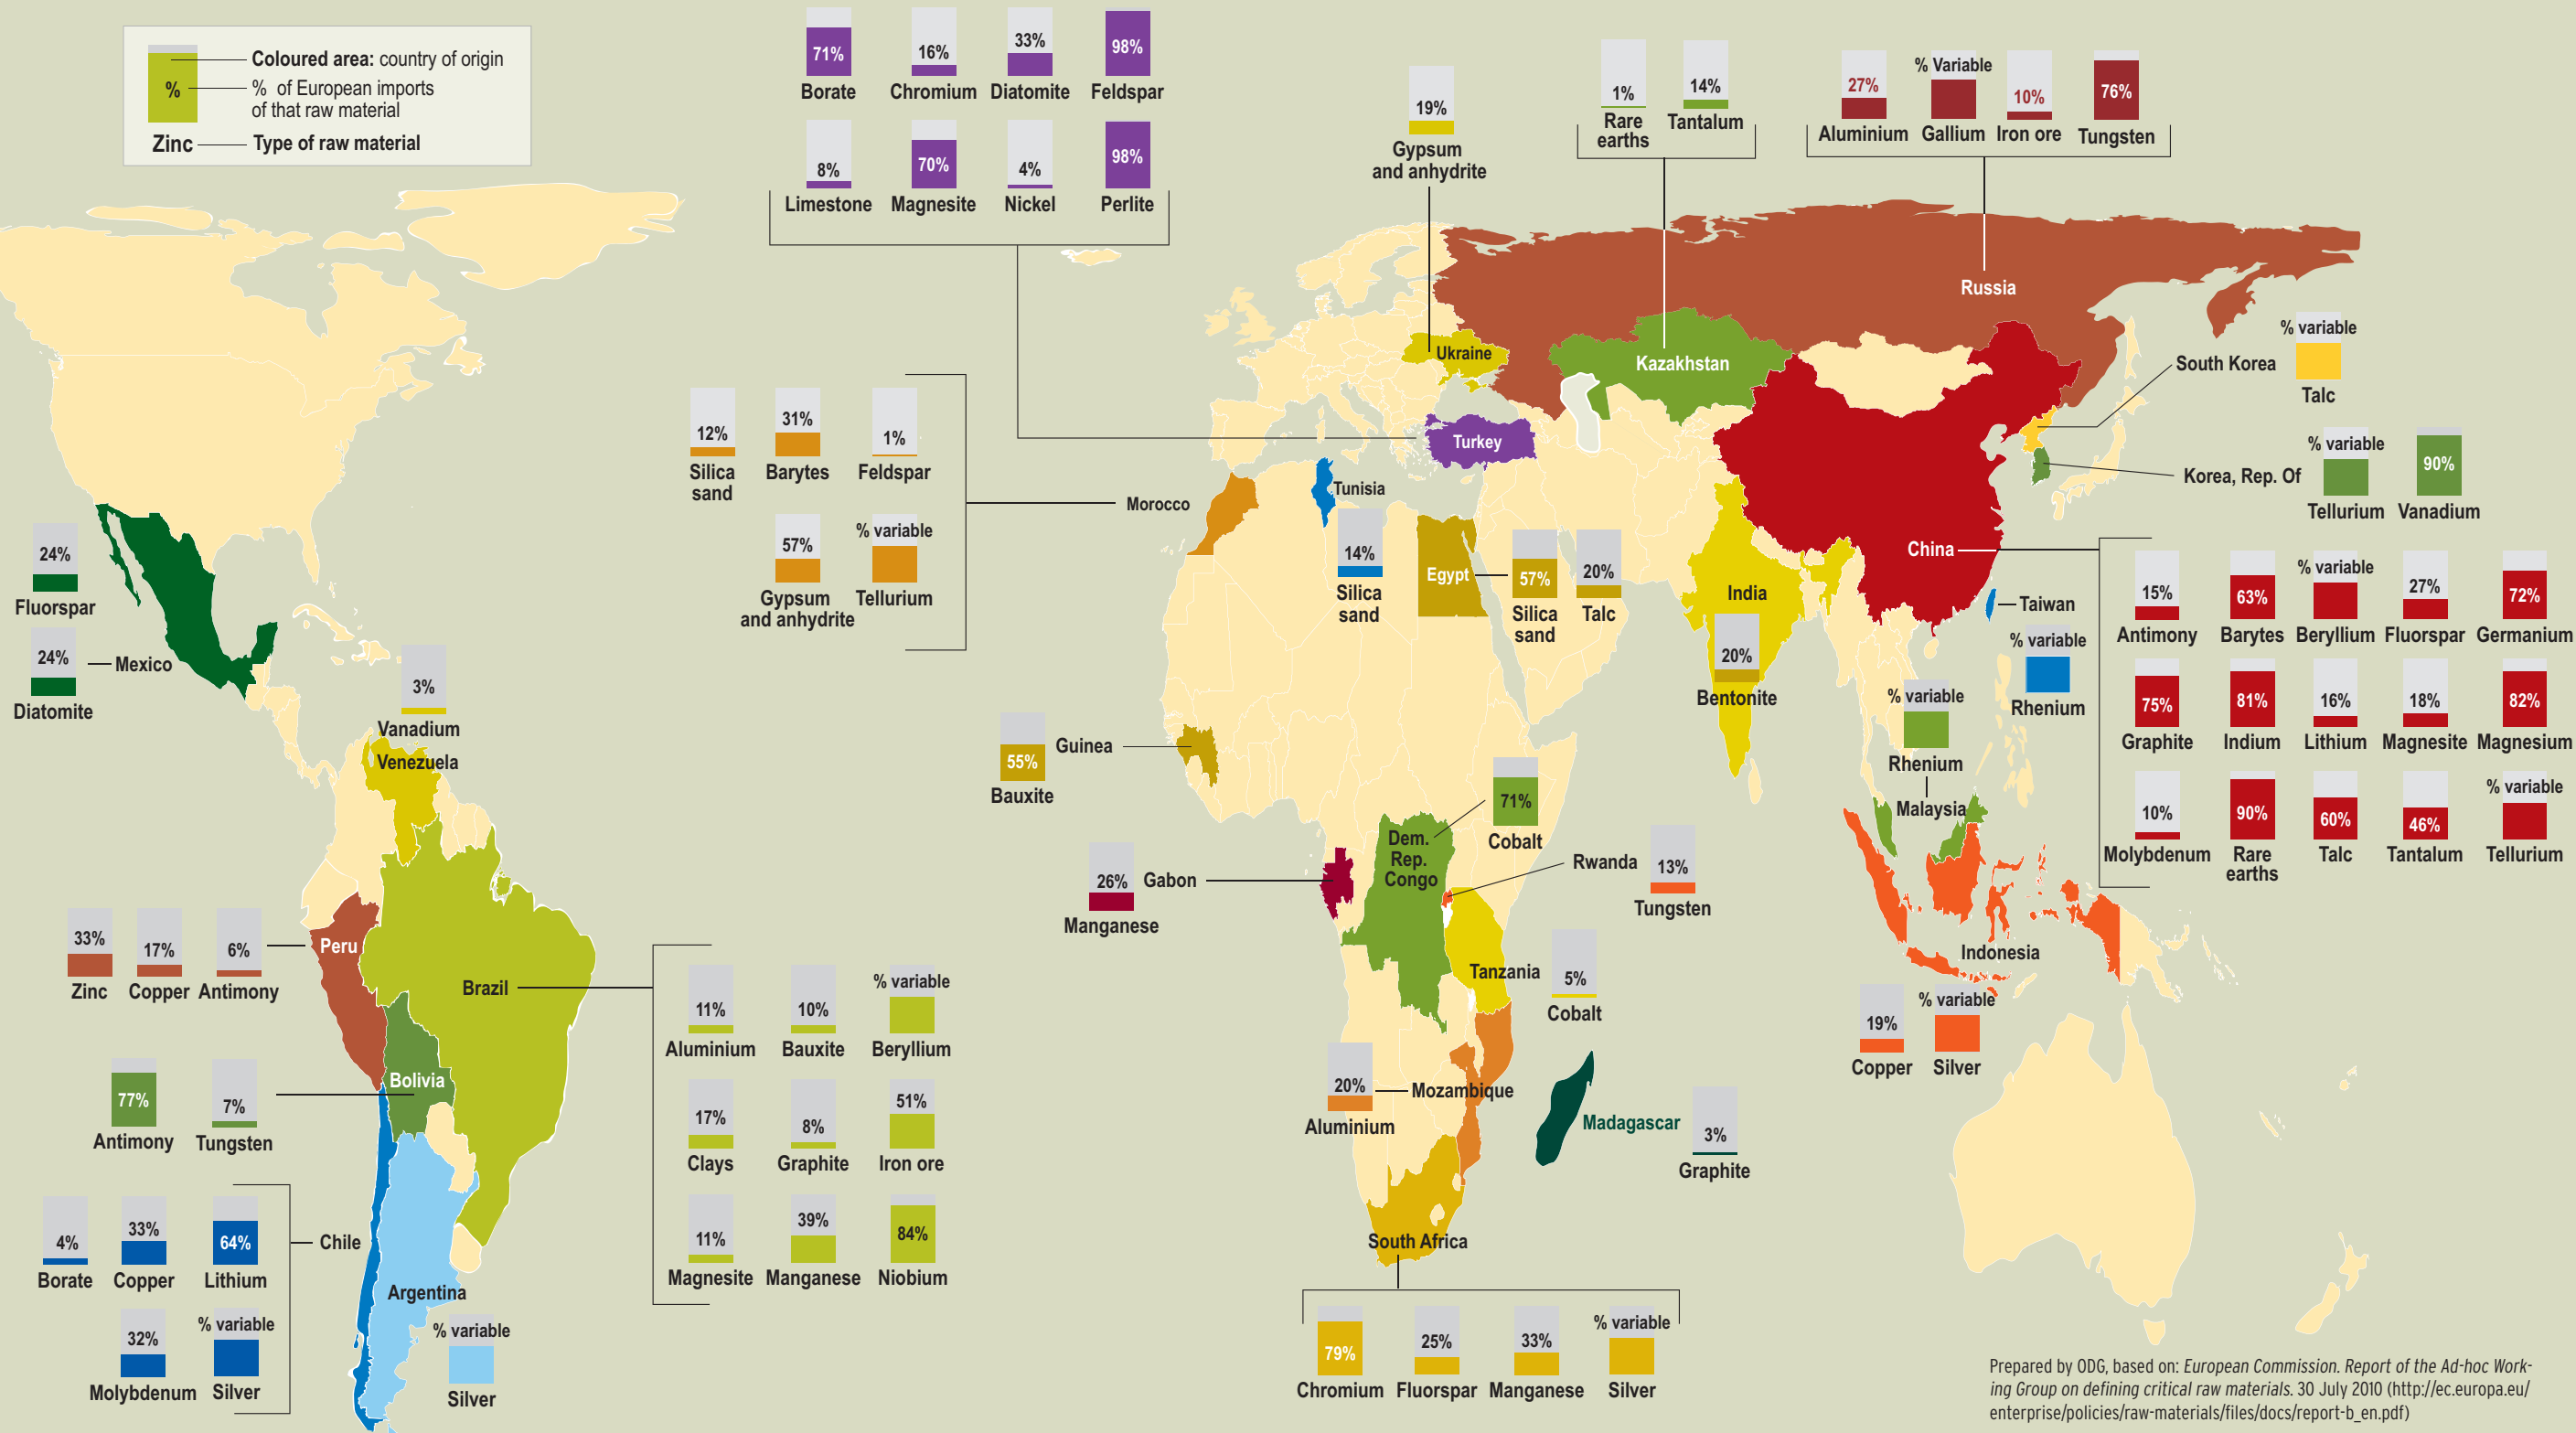 Coloured area: country of origin
%
% of European imports
of that raw material
Zinc
Type of raw material
71%
Borate
16%
Chromium
33%
Diatomite
98%
Feldspar
8%
Limestone
70%
Magnesite
4%
Nickel
98%
Perlite
19%
Gypsum
and anhydrite
1%
Rare
earths
14%
Tantalum
27%
Aluminium
% Variable
Gallium
10%
Iron ore
76%
Tungsten
Russia
Ukraine
Kazakhstan
Turkey
South Korea
% variable
Talc
Korea, Rep. Of
% variable
Tellurium
90%
Vanadium
12%
Silica
sand
31%
Barytes
1%
Feldspar
57%
Gypsum
and anhydrite
% variable
Tellurium
Morocco
Tunisia
14%
Silica
sand
Egypt
57%
Silica
sand
20%
Talc
India
20%
Bentonite
China
15%
Antimony
63%
Barytes
% variable
Beryllium
27%
Fluorspar
72%
Germanium
75%
Graphite
81%
Indium
16%
Lithium
18%
Magnesite
82%
Magnesium
10%
Molybdenum
90%
Rare
earths
60%
Talc
46%
Tantalum
% variable
Tellurium
Taiwan
% variable
Rhenium
% variable
Rhenium
Malaysia
Indonesia
19%
Copper
% variable
Silver
24%
Fluorspar
24%
Diatomite
Mexico
3%
Vanadium
Venezuela
55%
Bauxite
Guinea
26%
Manganese
Gabon
Dem.
Rep.
Congo
71%
Cobalt
Rwanda
13%
Tungsten
Tanzania
5%
Cobalt
20%
Aluminium
Mozambique
Madagascar
3%
Graphite
South Africa
79%
Chromium
25%
Fluorspar
33%
Manganese
% variable
Silver
33%
Zinc
17%
Copper
6%
Antimony
Peru
Brazil
11%
Aluminium
10%
Bauxite
% variable
Beryllium
17%
Clays
8%
Graphite
51%
Iron ore
11%
Magnesite
39%
Manganese
84%
Niobium
77%
Antimony
7%
Tungsten
Bolivia
4%
Borate
33%
Copper
64%
Lithium
32%
Molybdenum
% variable
Silver
Chile
Argentina
% variable
Silver
Prepared by ODG, based on: European Commission. Report of the Ad-hoc Work-
ing Group on defining critical raw materials. 30 July 2010 (http://ec.europa.eu/
enterprise/policies/raw-materials/files/docs/report-b_en.pdf)